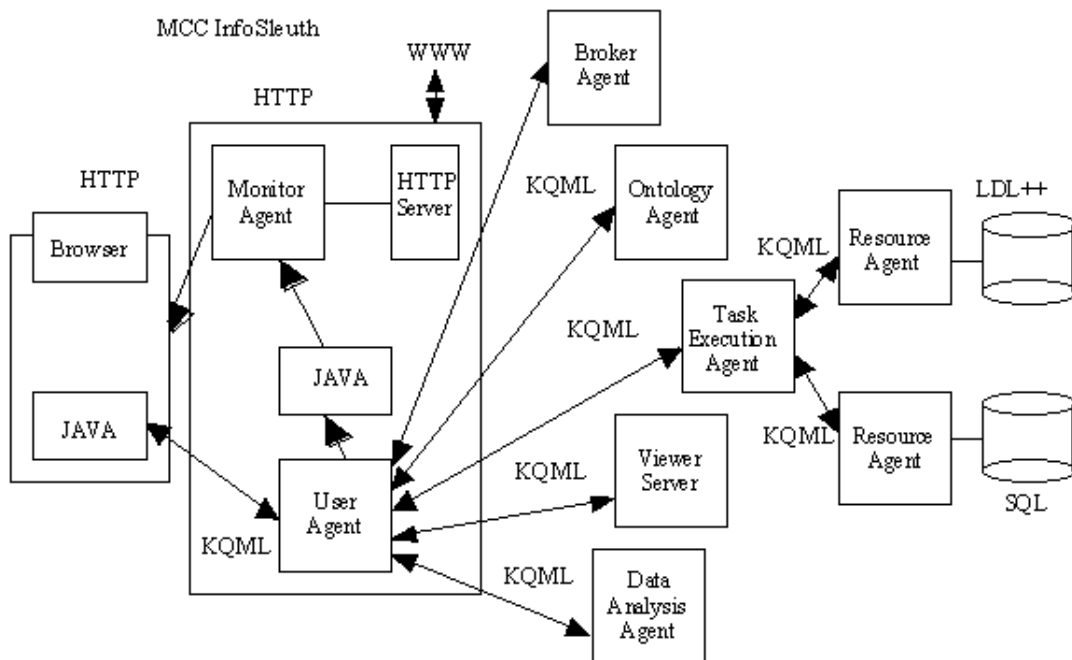 MCC InfoSleuth
WWW
HTTP
Broker
Agent
HTTP
Monitor
Agent
HTTP
Server
KQML
Ontology
Agent
LDL++
Browser
KQML
Resource
Agent
KQML
Task
Execution
Agent
JAVA
JAVA
KQML
Resource
Agent
Viewer
Server
KQML
User
Agent
SQL
KQML
KQML
Data
Analysis
Agent